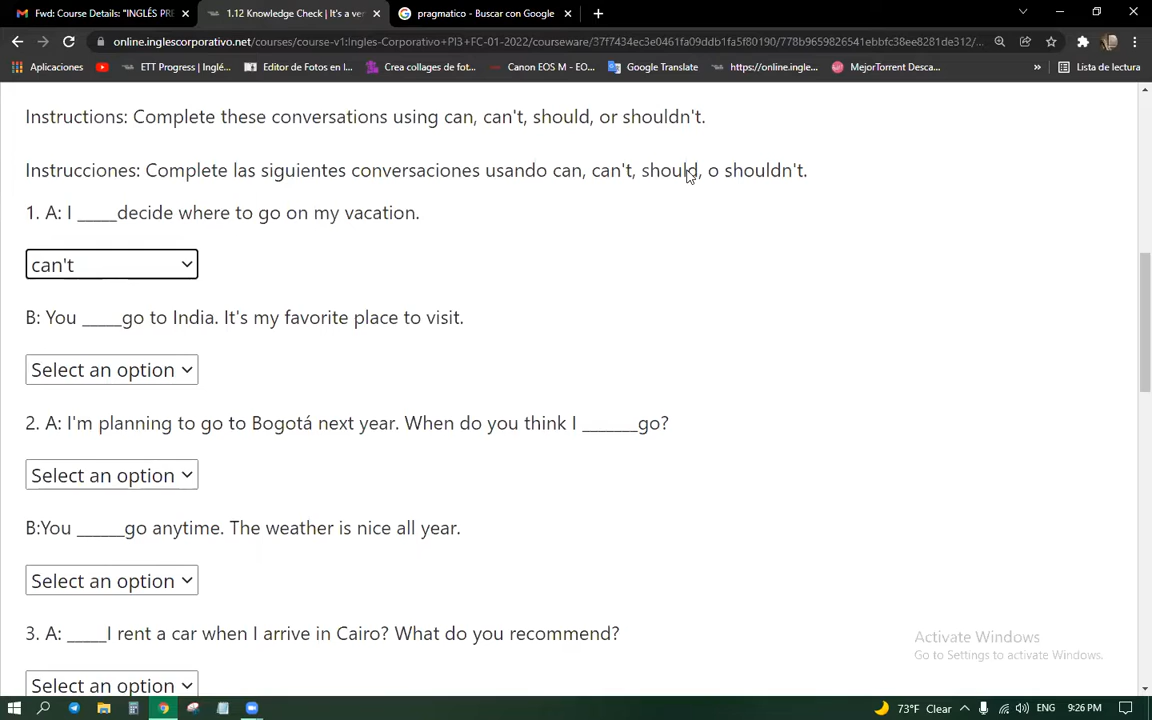 Fwd: Course Details: "INGLÉS PRE
1.12 Knowledge Check | It's a ver
pragmatico - Buscar con Google
online.inglescorporativo.net/courses/course-v1:Ingles-Corporativo+PI3+FC-01-2022/courseware/37f7434ec3e0461fa09ddb1fa5f80190/778b9659826541ebbfc38ee8281de312/...
Aplicaciones
ETT Progress | Inglé...
Editor de Fotos en l...
Crea collages de fot...
Canon EOS M - EO...
Google Translate
https://online.ingle...
MejorTorrent Desca...
»
Lista de lectura
Instructions: Complete these conversations using can, can't, should, or shouldn't.
Instrucciones: Complete las siguientes conversaciones usando can, can't, should, o shouldn't.
1. A: I _____decide where to go on my vacation.
can't
B: You _____go to India. It's my favorite place to visit.
Select an option
2. A: I'm planning to go to Bogotá next year. When do you think I _______go?
Select an option
B:You ______go anytime. The weather is nice all year.
Select an option
3. A: _____I rent a car when I arrive in Cairo? What do you recommend?
Select an option
Activate Windows
Go to Settings to activate Windows.
73°F Clear
ENG
9:26 PM